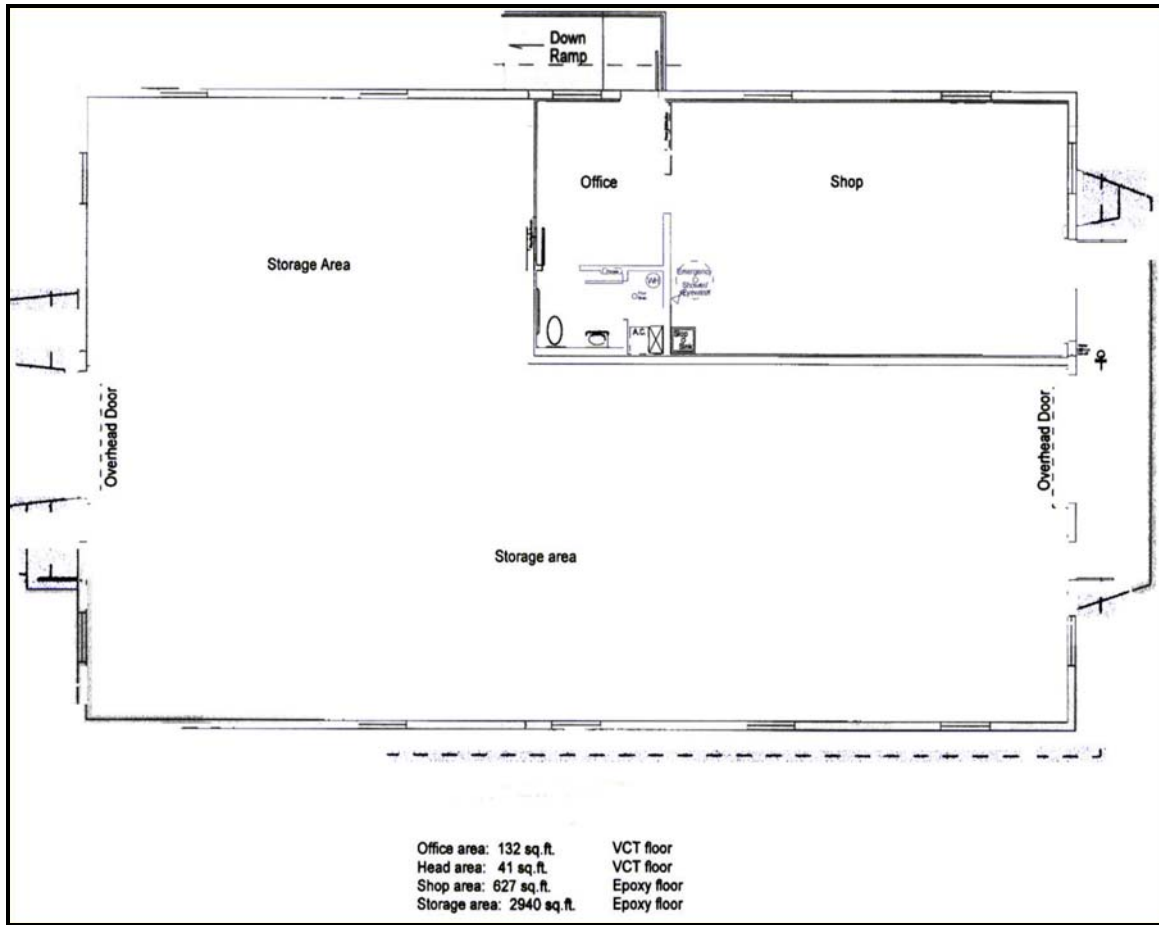 Down
Ramp
Office
Shop
Storage Area
WH
Emergency
Shower/
Eyewash
A.C.
Overhead Door
Overhead Door
Storage area
Office area: 132 sq.ft. VCT floor
Head area: 41 sq.ft. VCT floor
Shop area: 627 sq.ft. Epoxy floor
Storage area: 2940 sq.ft. Epoxy floor